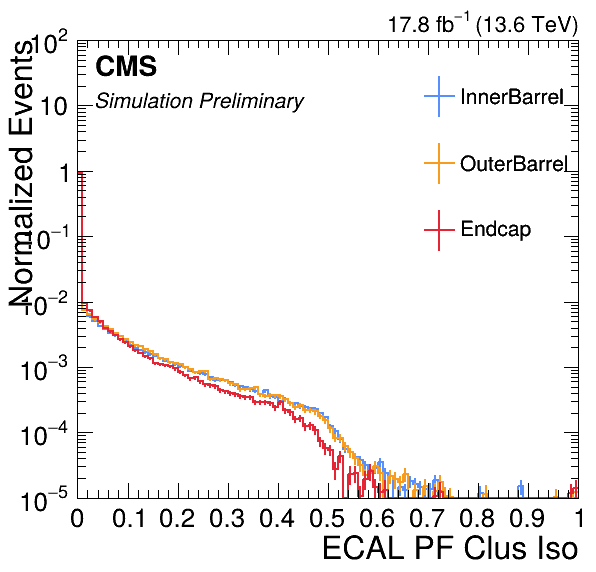 17.8 fb⁻¹ (13.6 TeV)
CMS
Simulation Preliminary
InnerBarrel
OuterBarrel
Endcap
Normalized Events
10²
10
1
10⁻¹
10⁻²
10⁻³
10⁻⁴
10⁻⁵
0 0.1 0.2 0.3 0.4 0.5 0.6 0.7 0.8 0.9 1
ECAL PF Clus Iso